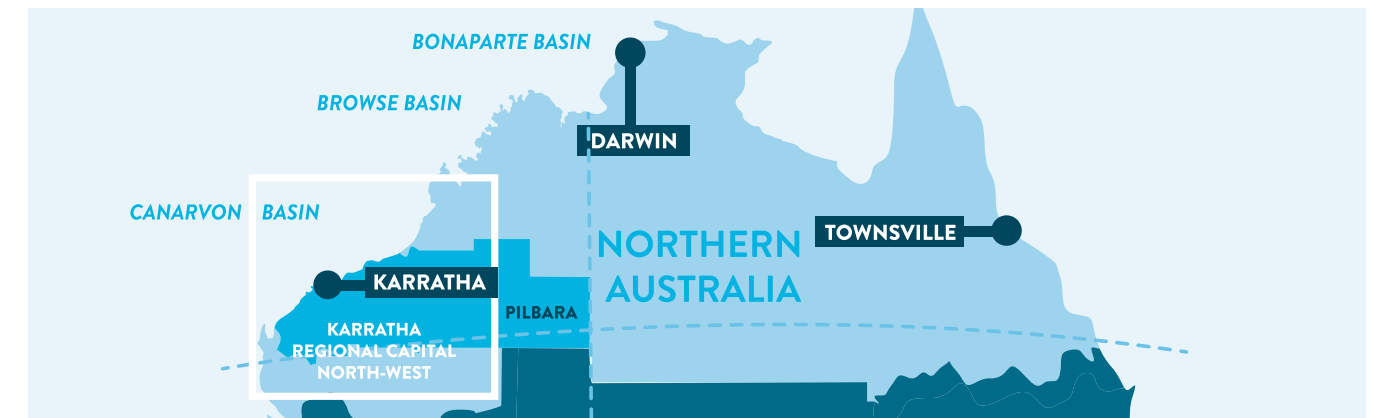 BONAPARTE BASIN
BROWSE BASIN
DARWIN
CANARVON BASIN
TOWNSVILLE
NORTHERN
AUSTRALIA
KARRATHA
PILBARA
KARRATHA
REGIONAL CAPITAL
NORTH-WEST